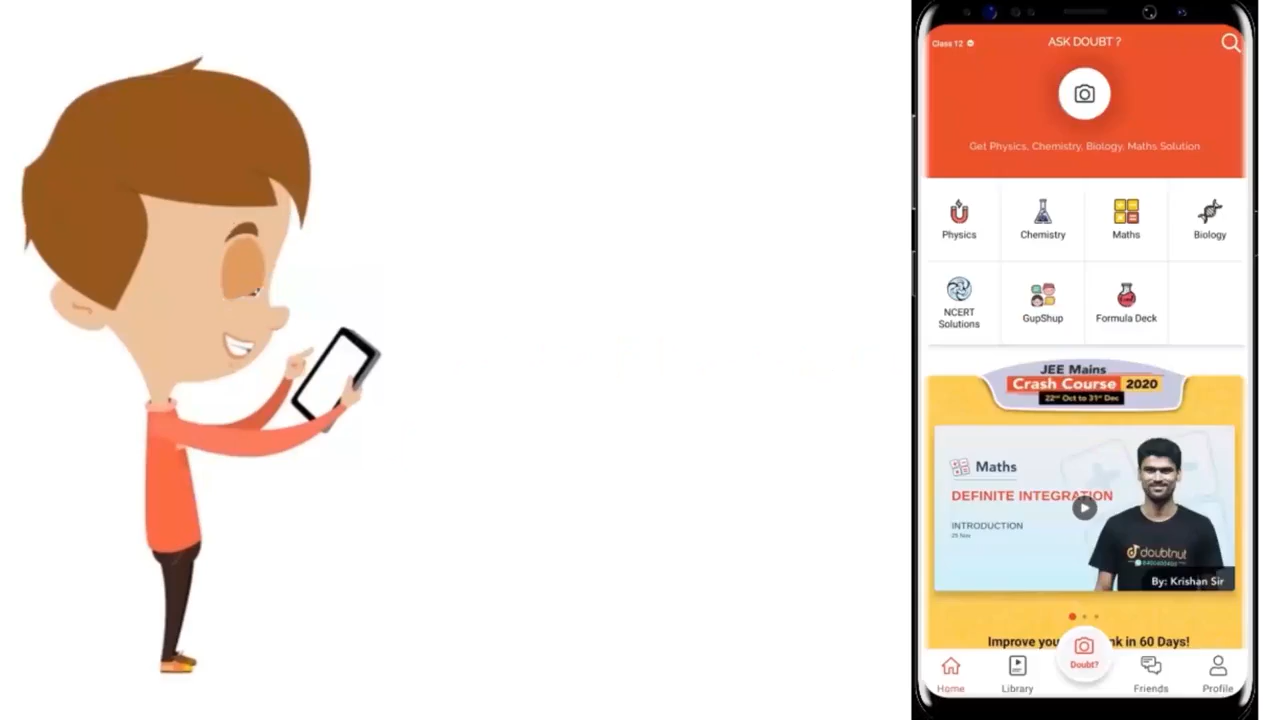 Class 12
ASK DOUBT ?
Get Physics, Chemistry, Biology, Maths Solution
Physics
Chemistry
Maths
Biology
NCERT
Solutions
GupShup
Formula Deck
JEE Mains
Crash Course 2020
22nd Oct to 31st Dec
Maths
DEFINITE INTEGRATION
INTRODUCTION
25 Nov
doubtnut
By: Krishan Sir
in 60 Days!
Improve
Doubt?
Home
Library
Friends
Profile